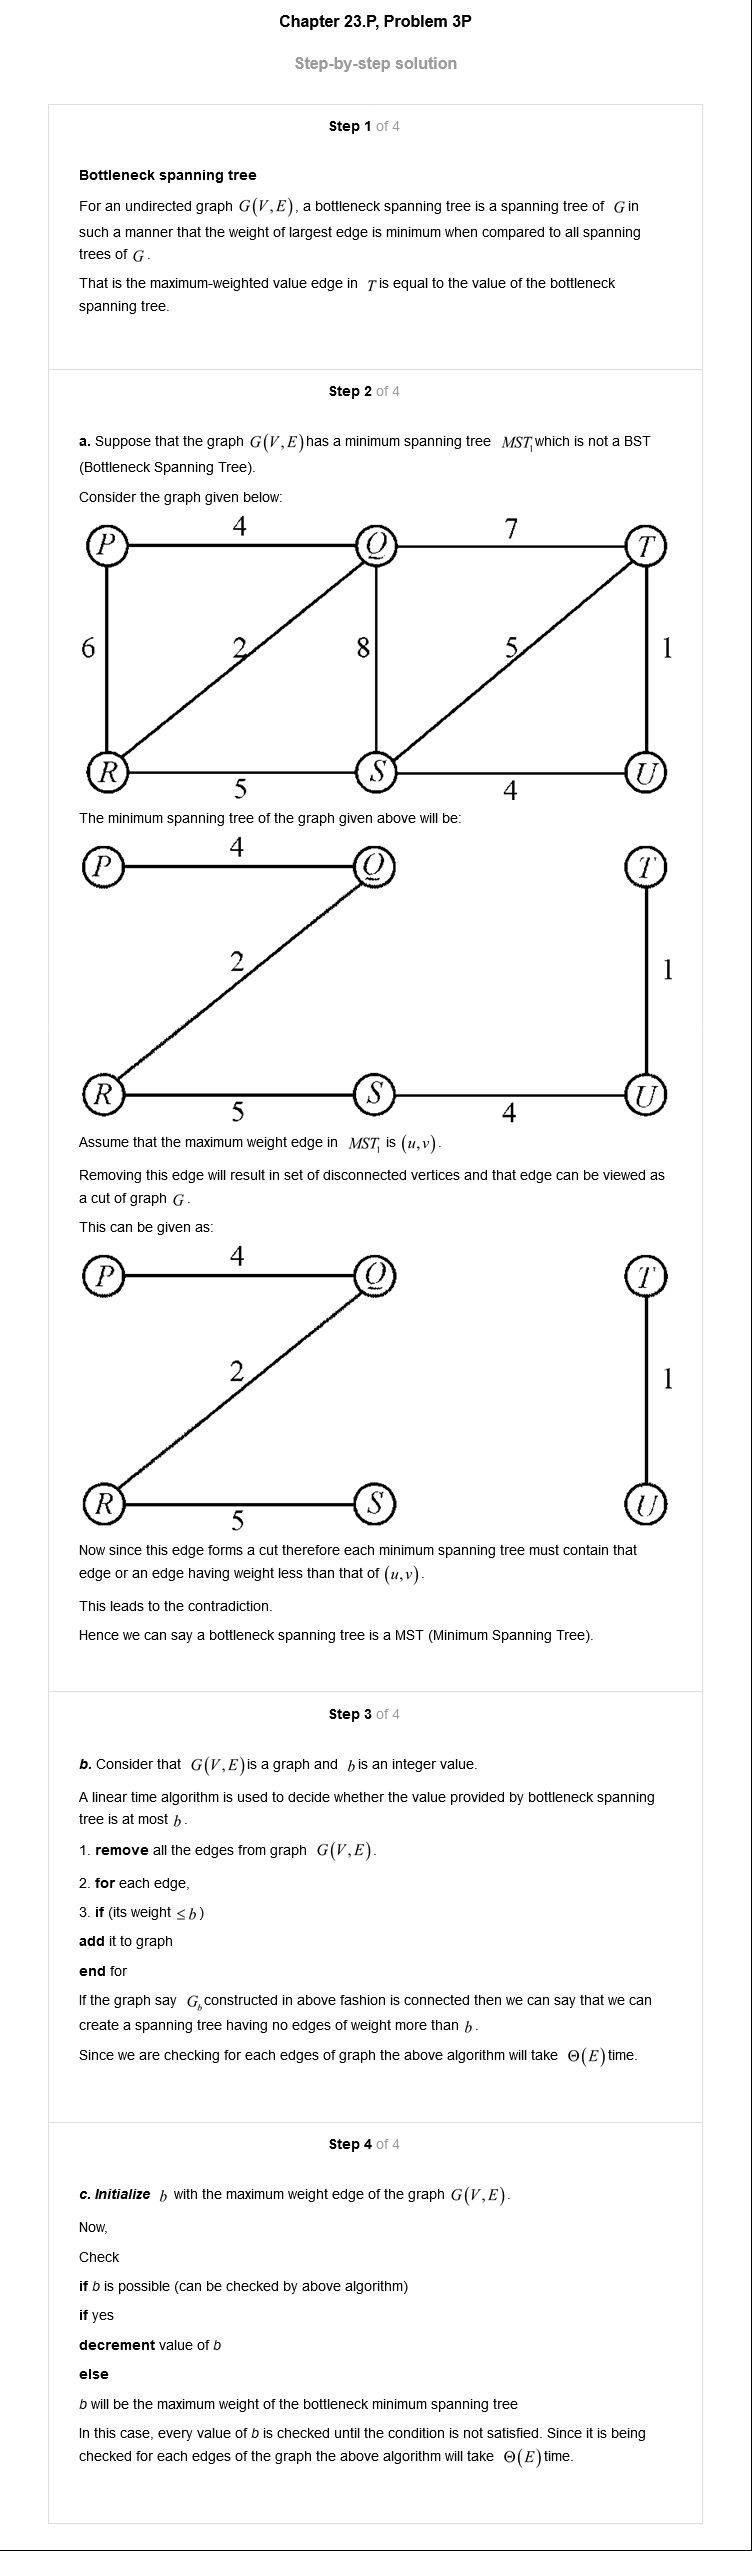 Chapter 23.P, Problem 3P
Step-by-step solution
Step 1 of 4
Bottleneck spanning tree
For an undirected graph G(V,E), a bottleneck spanning tree is a spanning tree of G in
such a manner that the weight of largest edge is minimum when compared to all spanning
trees of G.
That is the maximum-weighted value edge in T is equal to the value of the bottleneck
spanning tree.
Step 2 of 4
a. Suppose that the graph G(V,E) has a minimum spanning tree MST₁ which is not a BST
(Bottleneck Spanning Tree).
Consider the graph given below:
P 4 Q 7 T
6 2 8 5 1
R 5 S 4 U
The minimum spanning tree of the graph given above will be:
P 4 Q T
2 1
R 5 S 4 U
Assume that the maximum weight edge in MST₁ is (u,v).
Removing this edge will result in set of disconnected vertices and that edge can be viewed as
a cut of graph G.
This can be given as:
P 4 Q T
2 1
R 5 S U
Now since this edge forms a cut therefore each minimum spanning tree must contain that
edge or an edge having weight less than that of (u,v).
This leads to the contradiction.
Hence we can say a bottleneck spanning tree is a MST (Minimum Spanning Tree).
Step 3 of 4
b. Consider that G(V,E) is a graph and b is an integer value.
A linear time algorithm is used to decide whether the value provided by bottleneck spanning
tree is at most b.
1. remove all the edges from graph G(V,E).
2. for each edge,
3. if (its weight ≤ b)
add it to graph
end for
If the graph say G_b constructed in above fashion is connected then we can say that we can
create a spanning tree having no edges of weight more than b.
Since we are checking for each edges of graph the above algorithm will take Θ(E) time.
Step 4 of 4
c. Initialize b with the maximum weight edge of the graph G(V,E).
Now,
Check
if b is possible (can be checked by above algorithm)
if yes
decrement value of b
else
b will be the maximum weight of the bottleneck minimum spanning tree
In this case, every value of b is checked until the condition is not satisfied. Since it is being
checked for each edges of the graph the above algorithm will take Θ(E) time.